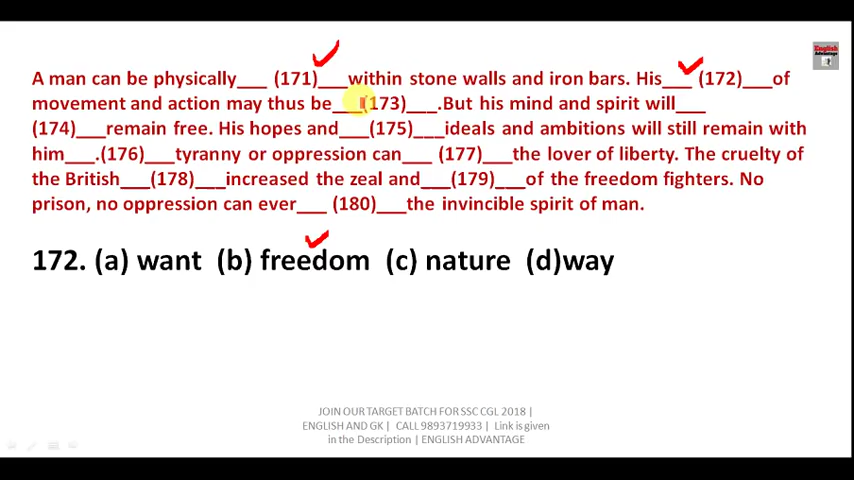 English
Advantage
A man can be physically___ (171)___within stone walls and iron bars. His___ (172)___of
movement and action may thus be___(173)___.But his mind and spirit will___
(174)___remain free. His hopes and___(175)___ideals and ambitions will still remain with
him___.(176)___tyranny or oppression can___ (177)___the lover of liberty. The cruelty of
the British___(178)___increased the zeal and___(179)___of the freedom fighters. No
prison, no oppression can ever___ (180)___the invincible spirit of man.
172. (a) want (b) freedom (c) nature (d)way
JOIN OUR TARGET BATCH FOR SSC CGL 2018 |
ENGLISH AND GK | CALL 9893719933 | Link is given
in the Description | ENGLISH ADVANTAGE